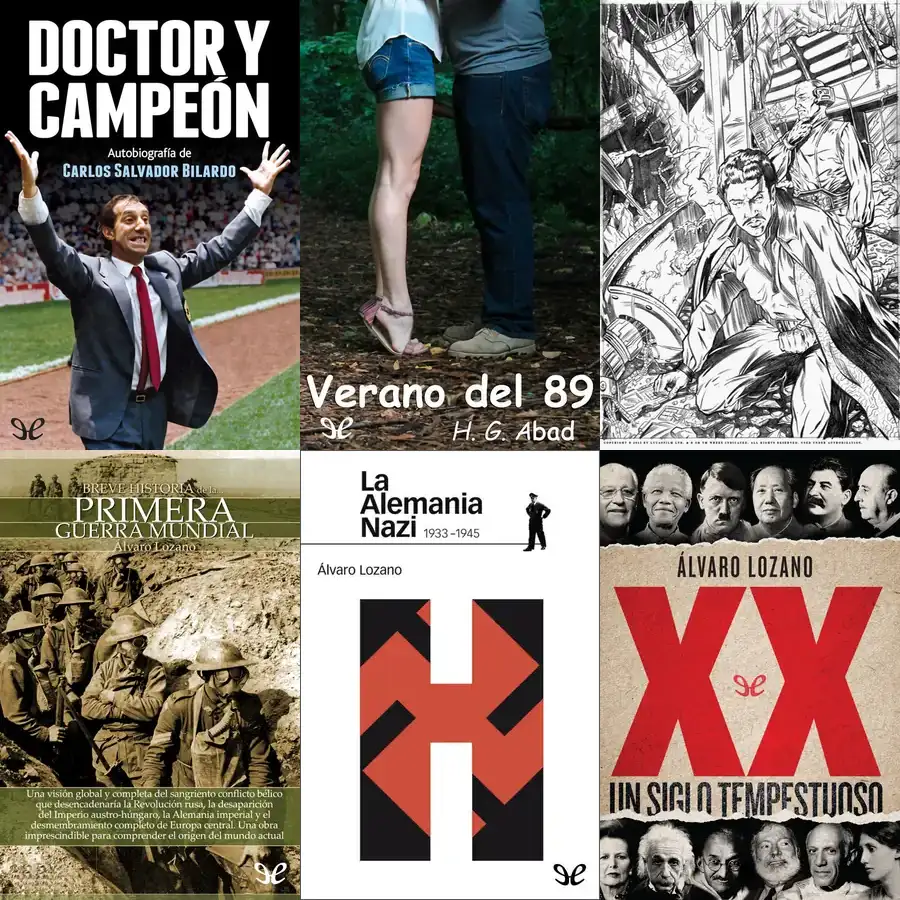 DOCTOR Y
CAMPEÓN
Autobiografía de
CARLOS SALVADOR BILARDO
Verano del 89
H. G. Abad
BREVE HISTORIA de la...
PRIMERA
GUERRA MUNDIAL
Álvaro Lozano
Una visión global y completa del sangriento conflicto bélico
que desencadenaría la Revolución rusa, la desaparición
del Imperio austro-húngaro, la Alemania imperial y el
desmembramiento completo de Europa central. Una obra
imprescindible para comprender el origen del mundo actual
La
Alemania
Nazi 1933-1945
Álvaro Lozano
ÁLVARO LOZANO
XX
UN SIGLO TEMPESTUOSO